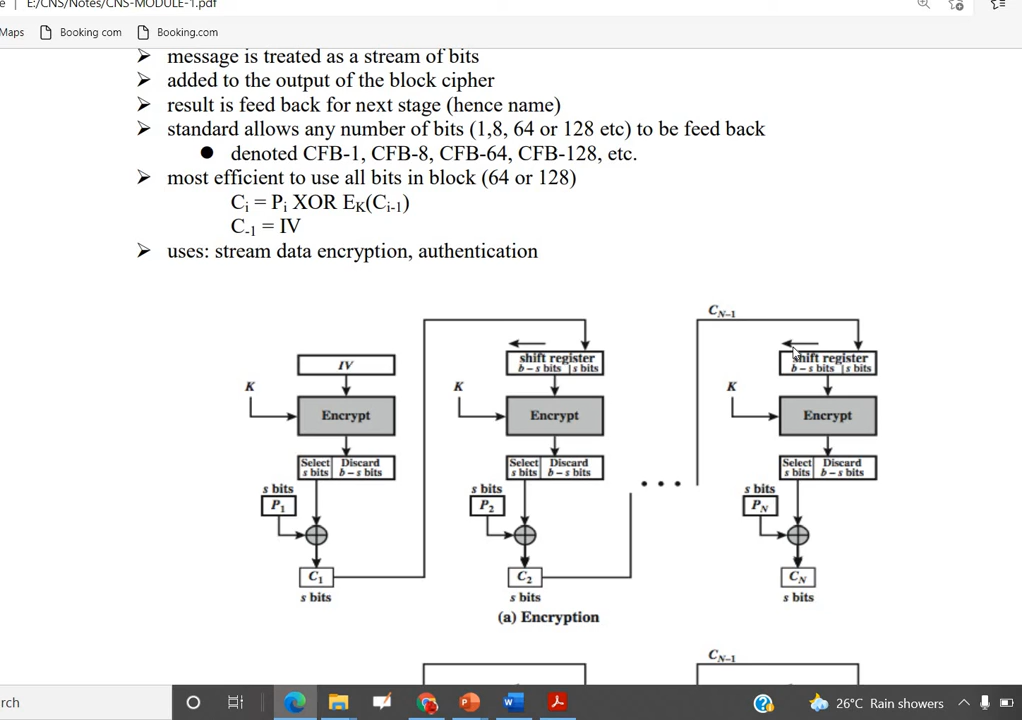 E:/CNS/Notes/CNS-MODULE-1.pdf
Maps Booking com Booking.com
➢ message is treated as a stream of bits
➢ added to the output of the block cipher
➢ result is feed back for next stage (hence name)
➢ standard allows any number of bits (1,8, 64 or 128 etc) to be feed back
● denoted CFB-1, CFB-8, CFB-64, CFB-128, etc.
➢ most efficient to use all bits in block (64 or 128)
Ci = Pi XOR EK(Ci-1)
C-1 = IV
➢ uses: stream data encryption, authentication
CN–1
IV shift register shift register
b – s bits | s bits b – s bits | s bits
K K K
Encrypt Encrypt Encrypt
Select Discard Select Discard Select Discard
s bits b – s bits s bits b – s bits s bits b – s bits
s bits s bits s bits
P1 P2 PN
C1 C2 CN
s bits s bits s bits
(a) Encryption
CN–1
rch 26°C Rain showers